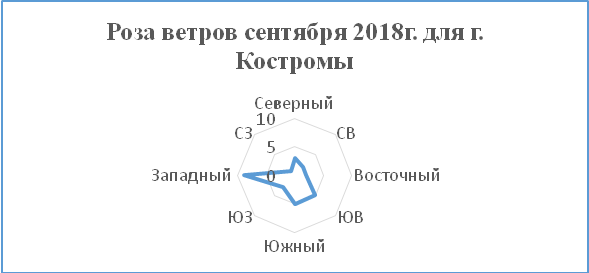 Роза ветров сентября 2018г. для г.
Костромы
Северный
10
СЗ
СВ
5
Западный
0
Восточный
ЮЗ
ЮВ
Южный